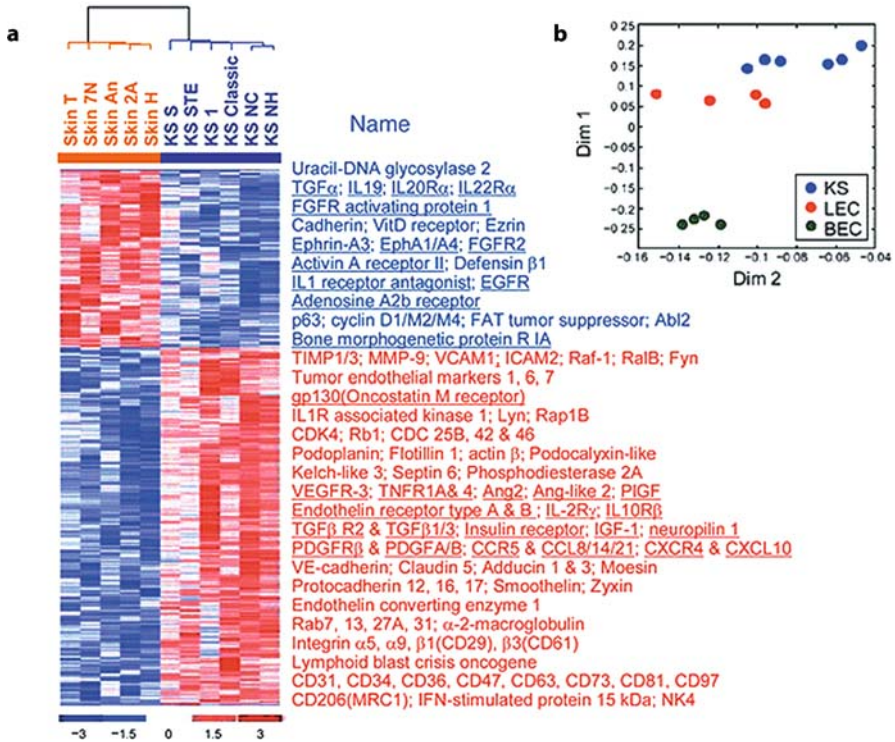 a
Skin T
Skin 7N
Skin An
Skin 2A
Skin H
KS S
KS STE
KS 1
KS Classic
KS NC
KS NH
Name
Uracil-DNA glycosylase 2
TGFα; IL19; IL20Rα; IL22Rα
FGFR activating protein 1
Cadherin; VitD receptor; Ezrin
Ephrin-A3; EphA1/A4; FGFR2
Activin A receptor II; Defensin β1
IL1 receptor antagonist; EGFR
Adenosine A2b receptor
p63; cyclin D1/M2/M4; FAT tumor suppressor; Abl2
Bone morphogenetic protein R IA
TIMP1/3; MMP-9; VCAM1; ICAM2; Raf-1; RalB; Fyn
Tumor endothelial markers 1, 6, 7
gp130(Oncostatin M receptor)
IL1R associated kinase 1; Lyn; Rap1B
CDK4; Rb1; CDC 25B, 42 & 46
Podoplanin; Flotillin 1; actin β; Podocalyxin-like
Kelch-like 3; Septin 6; Phosphodiesterase 2A
VEGFR-3; TNFR1A& 4; Ang2; Ang-like 2; PlGF
Endothelin receptor type A & B ; IL-2Rγ; IL10Rβ
TGFβ R2 & TGFβ1/3; Insulin receptor; IGF-1; neuropilin 1
PDGFRβ & PDGFA/B; CCR5 & CCL8/14/21; CXCR4 & CXCL10
VE-cadherin; Claudin 5; Adducin 1 & 3; Moesin
Protocadherin 12, 16, 17; Smoothelin; Zyxin
Endothelin converting enzyme 1
Rab7, 13, 27A, 31; α-2-macroglobulin
Integrin α5, α9, β1(CD29), β3(CD61)
Lymphoid blast crisis oncogene
CD31, CD34, CD36, CD47, CD63, CD73, CD81, CD97
CD206(MRC1); IFN-stimulated protein 15 kDa; NK4
−3 −1.5 0 1.5 3
b
0.25
0.2
0.15
0.1
0.05
0
−0.05
−0.1
−0.15
−0.2
−0.25
Dim 1
KS
LEC
BEC
−0.16 −0.14 −0.12 −0.1 −0.08 −0.06 −0.04
Dim 2